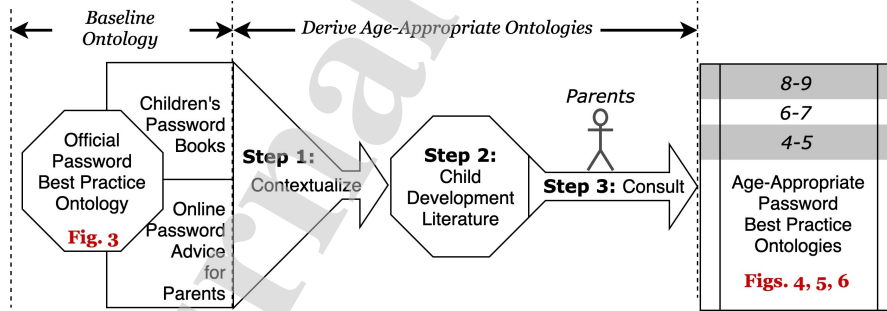 Baseline
Ontology
Derive Age-Appropriate Ontologies
Children's
Password
Books
Official
Password
Best Practice
Ontology
Fig. 3
Online
Password
Advice
for
Parents
Step 1:
Contextualize
Step 2:
Child
Development
Literature
Parents
Step 3: Consult
8-9
6-7
4-5
Age-Appropriate
Password
Best Practice
Ontologies
Figs. 4, 5, 6